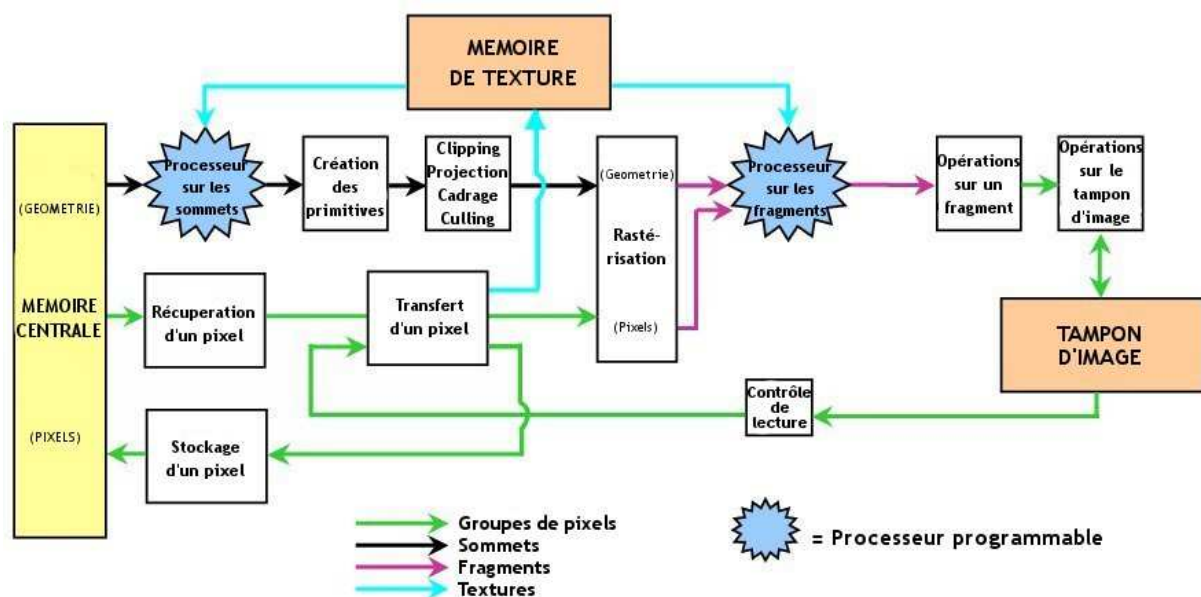 MEMOIRE
DE TEXTURE
(GEOMETRIE)
MEMOIRE
CENTRALE
(PIXELS)
Processeur
sur les
sommets
Création
des
primitives
Clipping
Projection
Cadrage
Culling
(Geometrie)
Rasté-
risation
(Pixels)
Processeur
sur les
fragments
Opérations
sur un
fragment
Opérations
sur le
tampon
d'image
Récuperation
d'un pixel
Transfert
d'un pixel
TAMPON
D'IMAGE
Contrôle
de
lecture
Stockage
d'un pixel
Groupes de pixels
Sommets
Fragments
Textures
= Processeur programmable